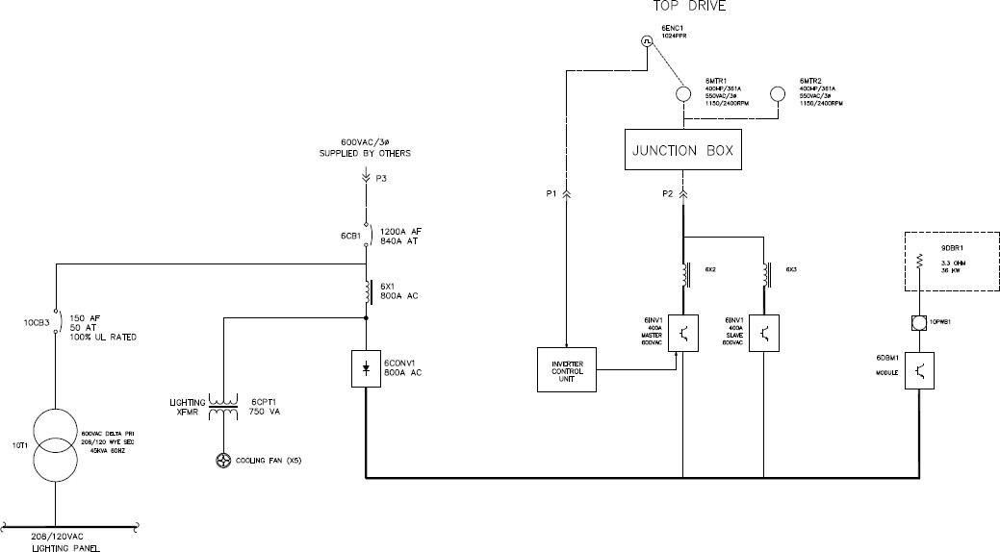 TOP DRIVE
6ENC1
1024PPR
6MTR1
400HP/361A
550VAC/3ø
1150/2400RPM
6MTR2
400HP/361A
550VAC/3ø
1150/2400RPM
JUNCTION BOX
600VAC/3ø
SUPPLIED BY OTHERS
P3
P1
P2
6CB1
1200A AF
840A AT
9DBR1
3.3 OHM
36 KW
6X1
800A AC
6X2
6X3
10CB3
150 AF
50 AT
100% UL RATED
6INV1
400A
MASTER
600VAC
6INV1
400A
SLAVE
600VAC
10PWB1
6CONV1
800A AC
INVERTER
CONTROL
UNIT
6DBM1
MODULE
LIGHTING
XFMR
6CPT1
750 VA
10T1
600VAC DELTA PRI
208/120 WYE SEC
45KVA 60HZ
COOLING FAN (X5)
208/120VAC
LIGHTING PANEL